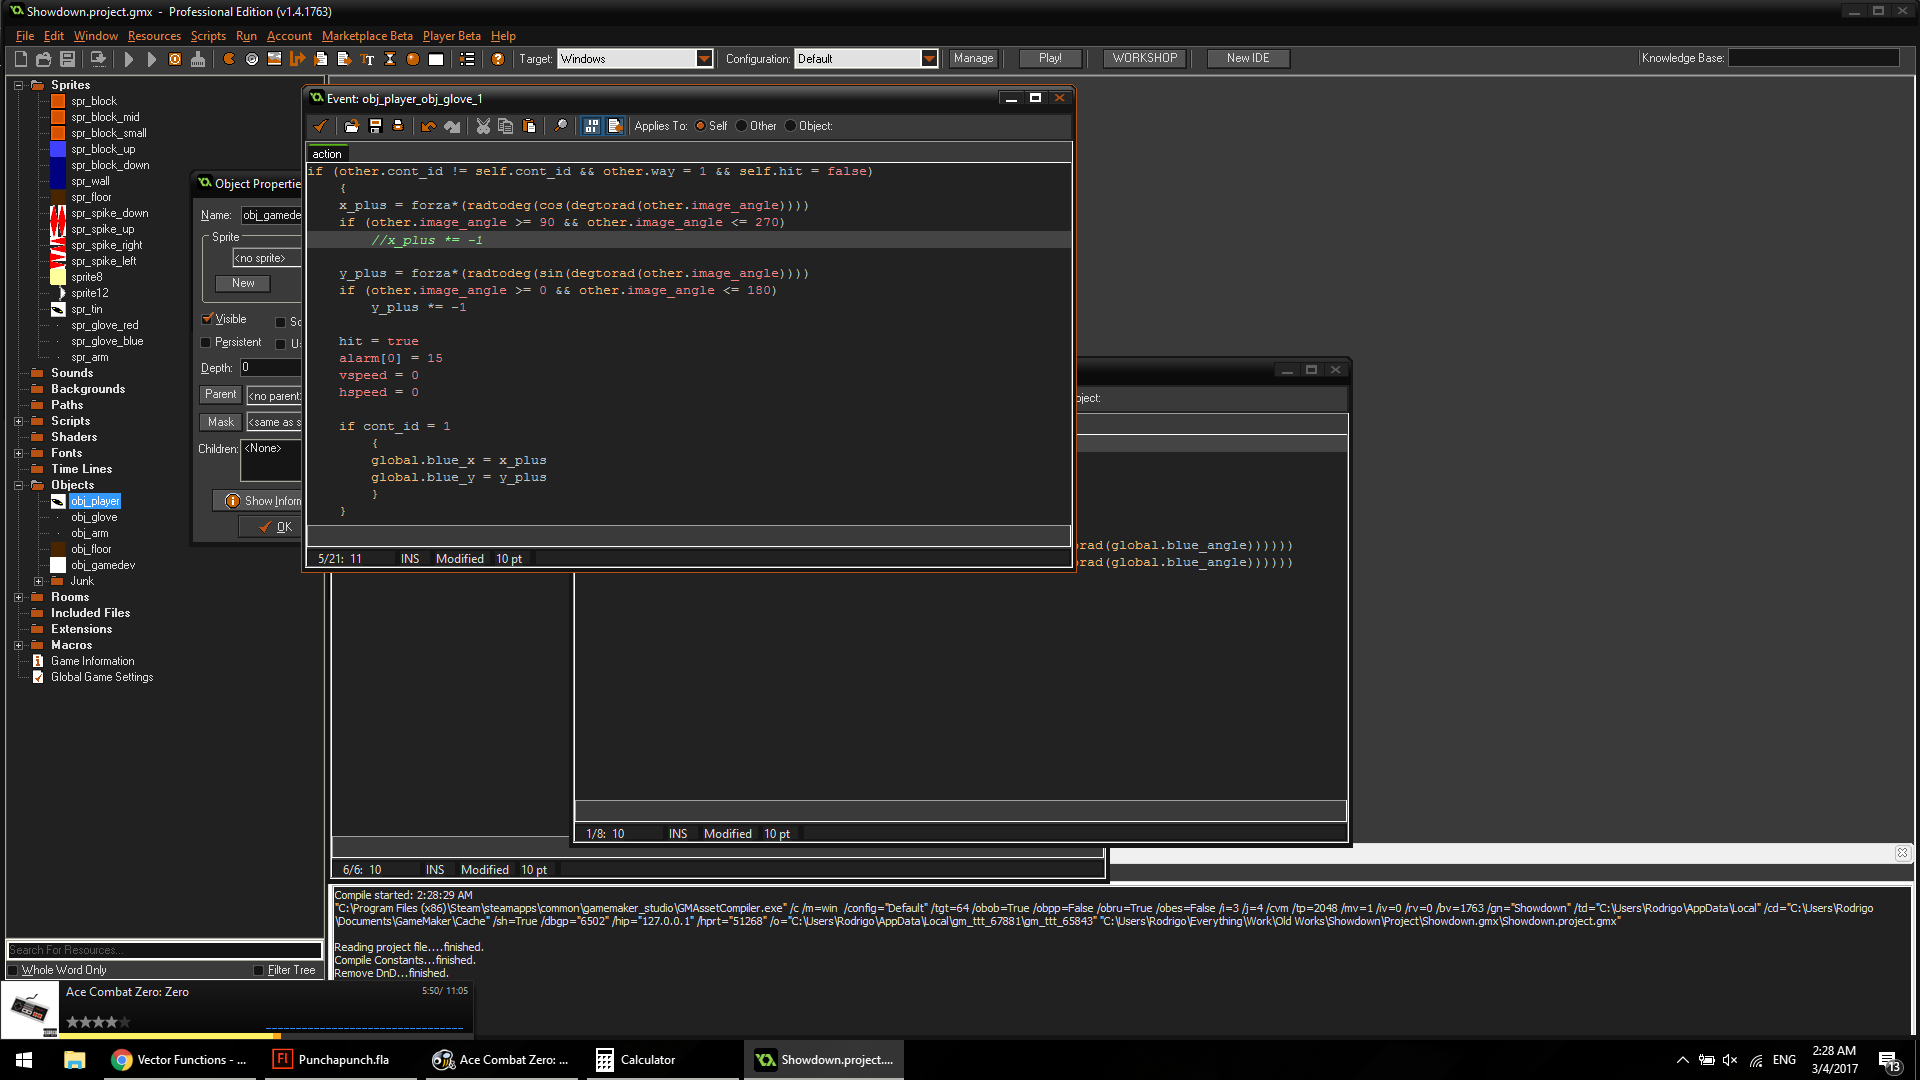 Showdown.project.gmx  -  Professional Edition (v1.4.1763)
File Edit Window Resources Scripts Run Account Marketplace Beta Player Beta Help
Target: Windows Configuration: Default Manage Play! WORKSHOP New IDE Knowledge Base:
Sprites
spr_block
spr_block_mid
spr_block_small
spr_block_up
spr_block_down
spr_wall
spr_floor
spr_spike_down
spr_spike_up
spr_spike_right
spr_spike_left
sprite8
sprite12
spr_tin
spr_glove_red
spr_glove_blue
spr_arm
Sounds
Backgrounds
Paths
Scripts
Shaders
Fonts
Time Lines
Objects
obj_player
obj_glove
obj_arm
obj_floor
obj_gamedev
Junk
Rooms
Included Files
Extensions
Macros
Game Information
Global Game Settings
Search For Resources...
Whole Word Only Filter Tree
Object Propertie
Name: obj_gamede
Sprite
<no sprite>
New
Visible So
Persistent U
Depth: 0
Parent <no parent
Mask <same as s
Children: <None>
Show Inform
OK
Event: obj_player_obj_glove_1
Applies To: Self Other Object:
action
if (other.cont_id != self.cont_id && other.way = 1 && self.hit = false)
{
x_plus = forza*(radtodeg(cos(degtorad(other.image_angle))))
if (other.image_angle >= 90 && other.image_angle <= 270)
//x_plus *= -1
y_plus = forza*(radtodeg(sin(degtorad(other.image_angle))))
if (other.image_angle >= 0 && other.image_angle <= 180)
y_plus *= -1
hit = true
alarm[0] = 15
vspeed = 0
hspeed = 0
if cont_id = 1
{
global.blue_x = x_plus
global.blue_y = y_plus
}
}
5/21: 11 INS Modified 10 pt
ject:
rad(global.blue_angle))))))
rad(global.blue_angle))))))
1/8: 10 INS Modified 10 pt
6/6: 10 INS Modified 10 pt
Compile started: 2:28:29 AM
"C:\Program Files (x86)\Steam\steamapps\common\gamemaker_studio\GMAssetCompiler.exe" /c /m=win  /config="Default" /tgt=64 /obob=True /obpp=False /obru=True /obes=False /i=3 /j=4 /cvm /tp=2048 /mv=1 /iv=0 /rv=0 /bv=1763 /gn="Showdown" /td="C:\Users\Rodrigo\AppData\Local" /cd="C:\Users\Rodrigo
\Documents\GameMaker\Cache" /sh=True /dbgp="6502" /hip="127.0.0.1" /hprt="51268" /o="C:\Users\Rodrigo\AppData\Local\gm_ttt_67881\gm_ttt_65843" "C:\Users\Rodrigo\Everything\Work\Old Works\Showdown\Project\Showdown.gmx\Showdown.project.gmx"
Reading project file....finished.
Compile Constants...finished.
Remove DnD...finished.
Ace Combat Zero: Zero 5:50/ 11:05
Vector Functions - ... Punchapunch.fla Ace Combat Zero: ... Calculator Showdown.project.... ENG 2:28 AM
3/4/2017 13